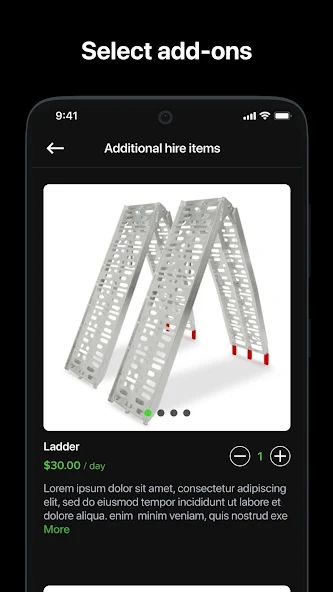 Select add-ons
9:41
Additional hire items
Ladder
$30.00 / day
1
Lorem ipsum dolor sit amet, consectetur adipiscing
elit, sed do eiusmod tempor incididunt ut labore et
dolore aliqua. enim  minim veniam, quis nostrud exe
More